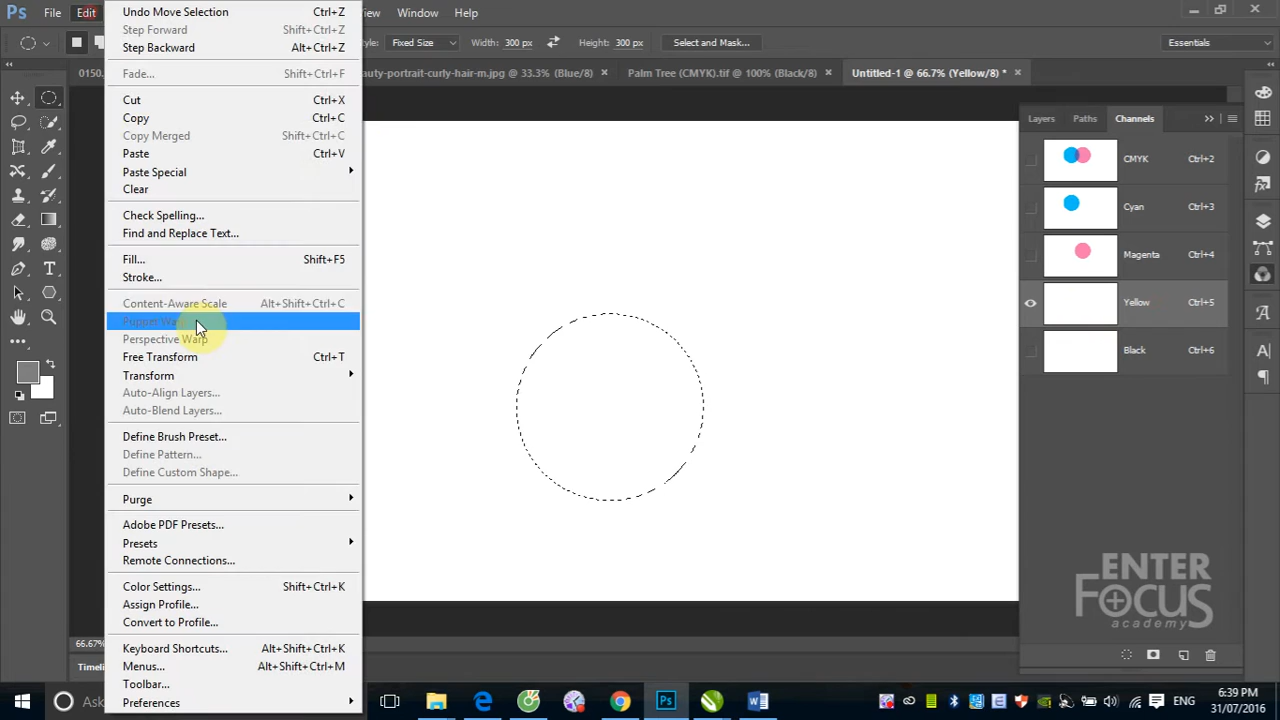 Ps File Edit iew Window Help
Style: Fixed Size Width: 300 px Height: 300 px Select and Mask... Essentials
0150. auty-portrait-curly-hair-m.jpg @ 33.3% (Blue/8) × Palm Tree (CMYK).tif @ 100% (Black/8) × Untitled-1 @ 66.7% (Yellow/8) * ×
Undo Move Selection Ctrl+Z
Step Forward Shift+Ctrl+Z
Step Backward Alt+Ctrl+Z
Fade... Shift+Ctrl+F
Cut Ctrl+X
Copy Ctrl+C
Copy Merged Shift+Ctrl+C
Paste Ctrl+V
Paste Special
Clear
Check Spelling...
Find and Replace Text...
Fill... Shift+F5
Stroke...
Content-Aware Scale Alt+Shift+Ctrl+C
Puppet Warp
Perspective Warp
Free Transform Ctrl+T
Transform
Auto-Align Layers...
Auto-Blend Layers...
Define Brush Preset...
Define Pattern...
Define Custom Shape...
Purge
Adobe PDF Presets...
Presets
Remote Connections...
Color Settings... Shift+Ctrl+K
Assign Profile...
Convert to Profile...
Keyboard Shortcuts... Alt+Shift+Ctrl+K
Menus... Alt+Shift+Ctrl+M
Toolbar...
Preferences
Layers Paths Channels
CMYK Ctrl+2
Cyan Ctrl+3
Magenta Ctrl+4
Yellow Ctrl+5
Black Ctrl+6
ENTER
FOCUS
academy
66.67%
Timeli
Ask
Ps
ENG
6:39 PM
31/07/2016